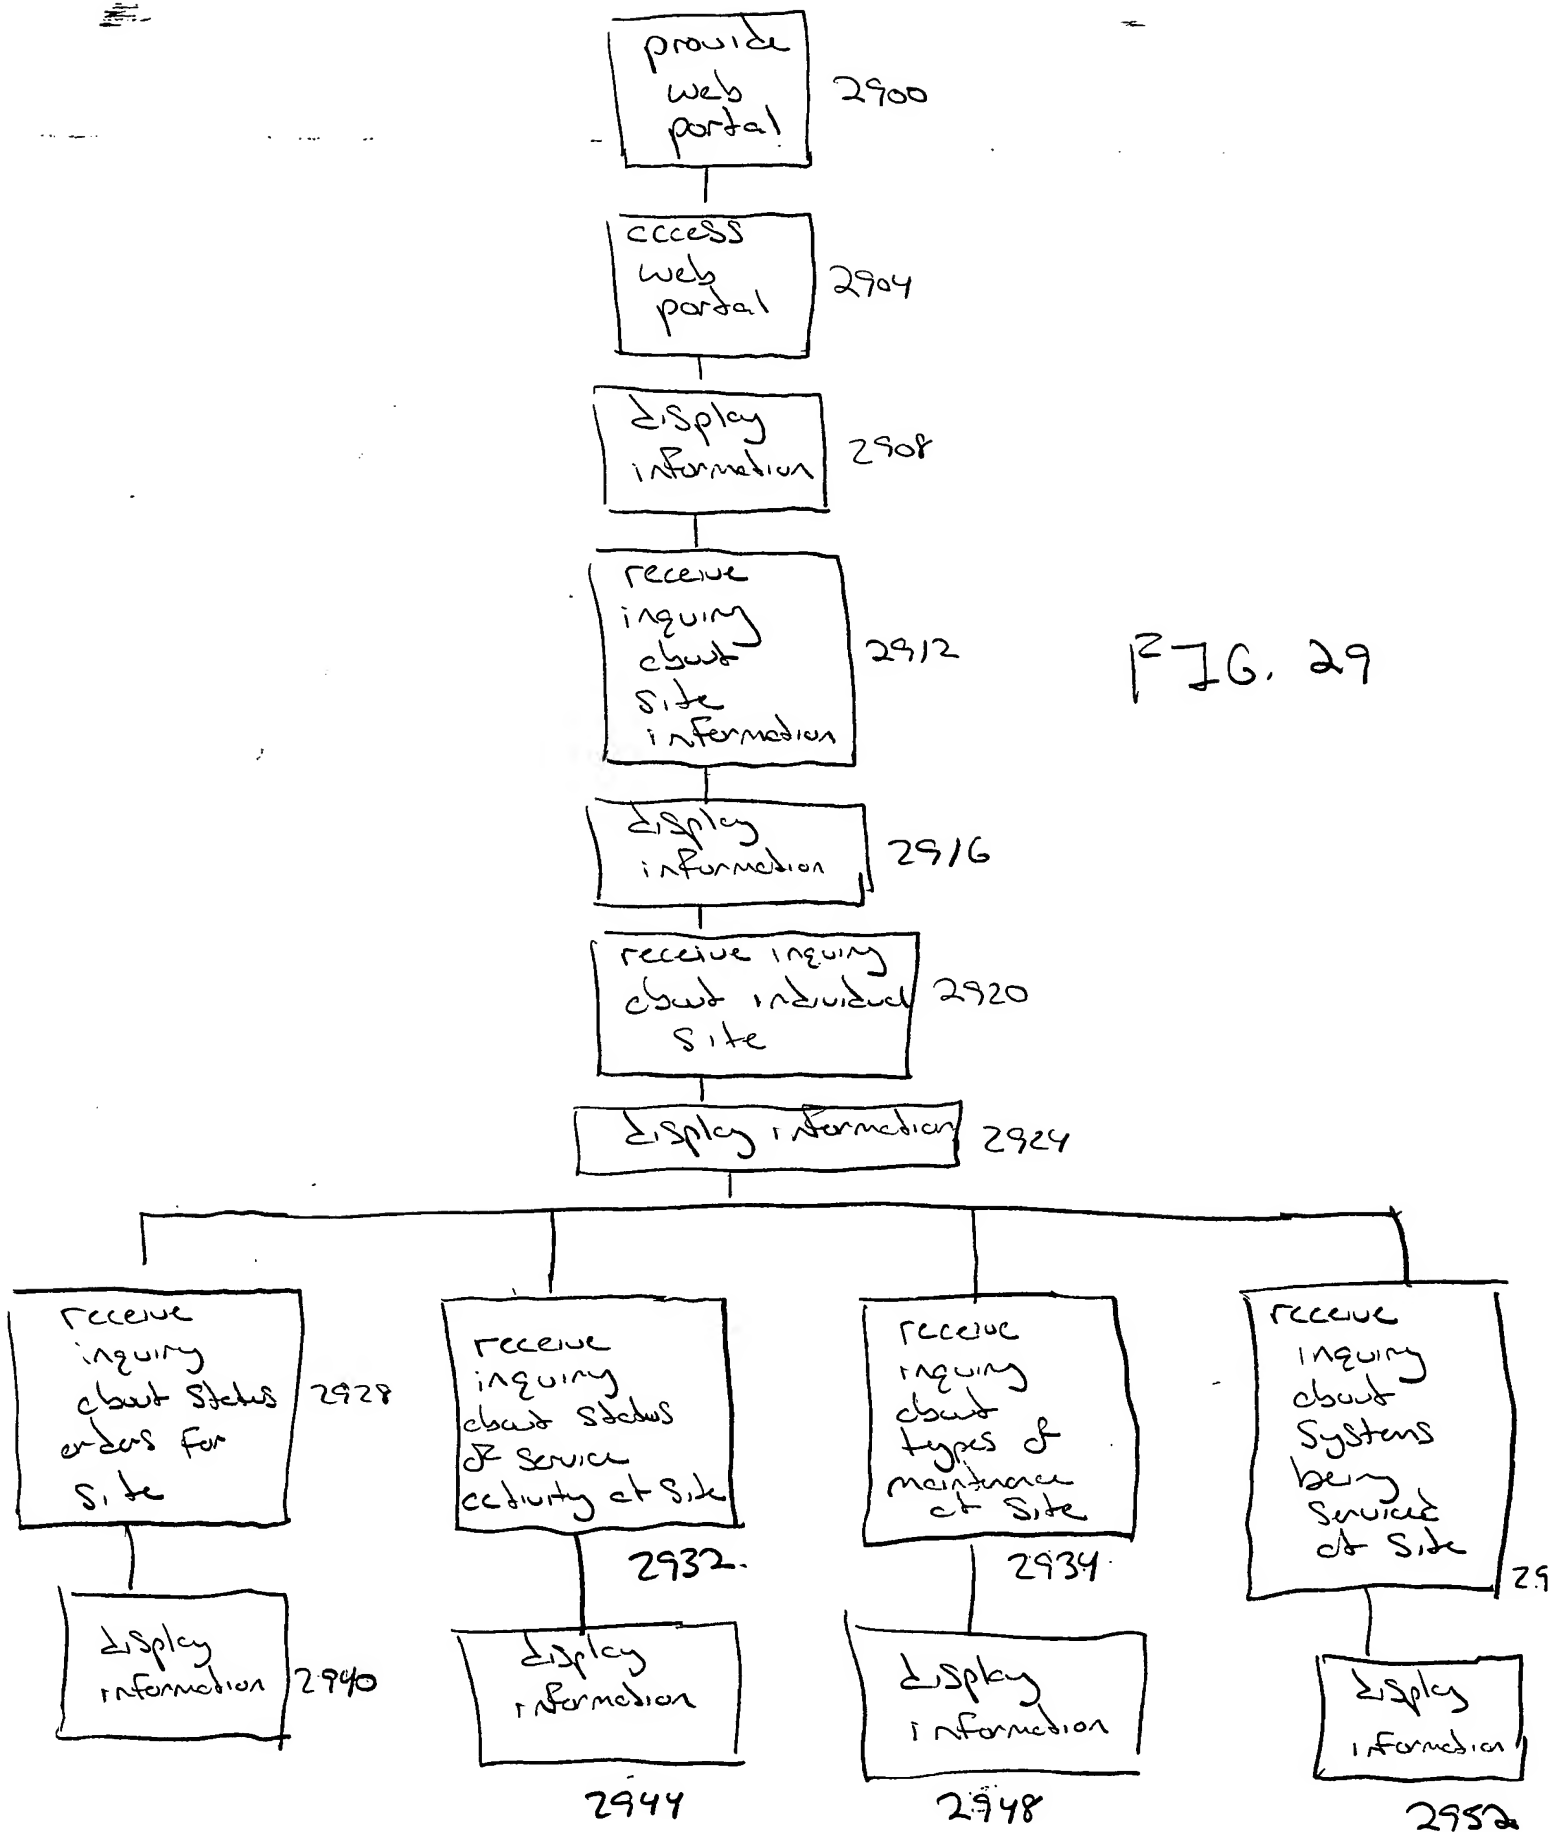 provide
web
portal
2900
access
web
portal
2904
display
information
2908
receive
inquiry
about
site
information
2912
FIG. 29
display
information
2916
receive inquiry
about individual
site
2920
display information
2924
receive
inquiry
about status
orders for
site
2928
receive
inquiry
about status
of service
activity at site
2932
receive
inquiry
about
types of
maintenance
at site
2934
receive
inquiry
about
systems
being
serviced
at site
29
display
information
2940
display
information
2944
display
information
2948
display
information
2952